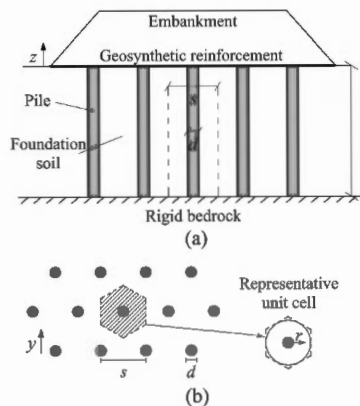 Embankment
Geosynthetic reinforcement
z
s
Pile
d
Foundation
soil
Rigid bedrock
(a)
Representative
unit cell
y
r
s
d
(b)